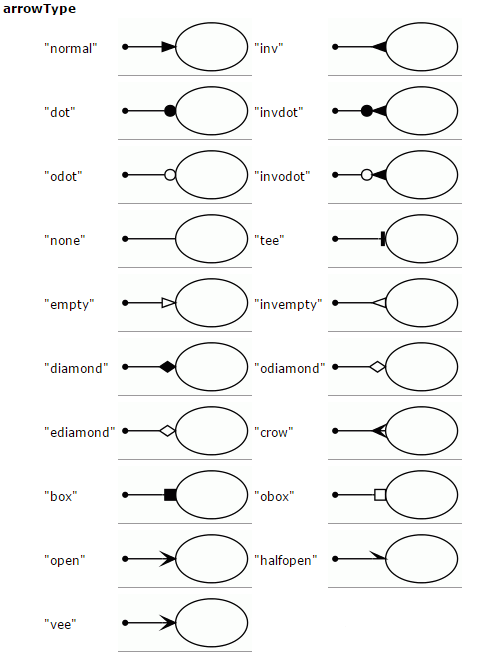 arrowType
"normal" "inv"
"dot" "invdot"
"odot" "invodot"
"none" "tee"
"empty" "invempty"
"diamond" "odiamond"
"ediamond" "crow"
"box" "obox"
"open" "halfopen"
"vee"